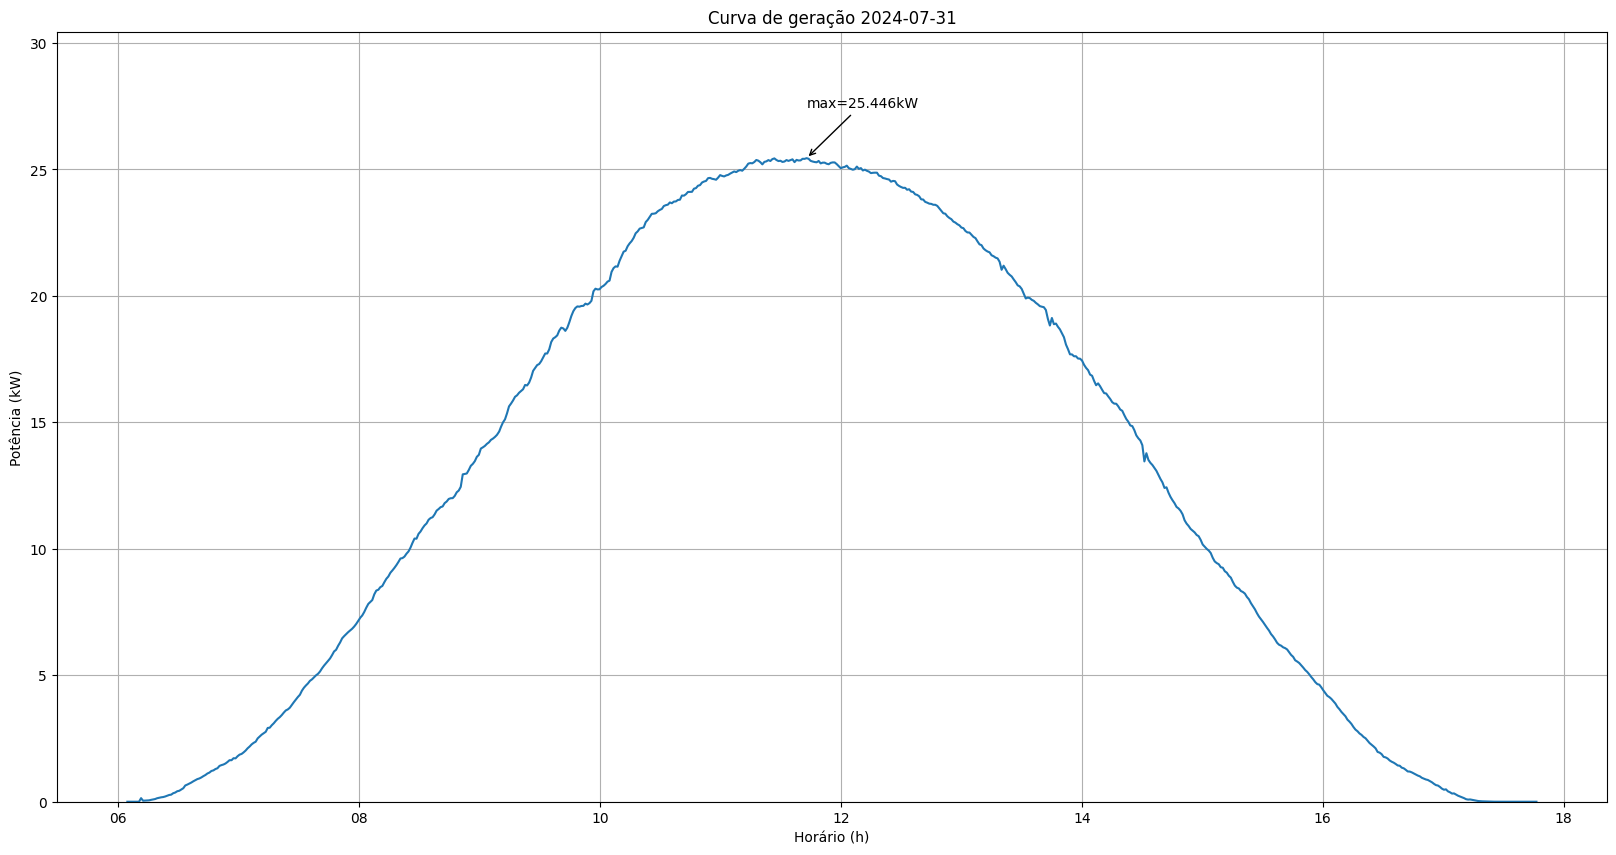 Curva de geração 2024-07-31
30
max=25.446kW
25
20
15
10
5
0
Potência (kW)
06 08 10 12 14 16 18
Horário (h)